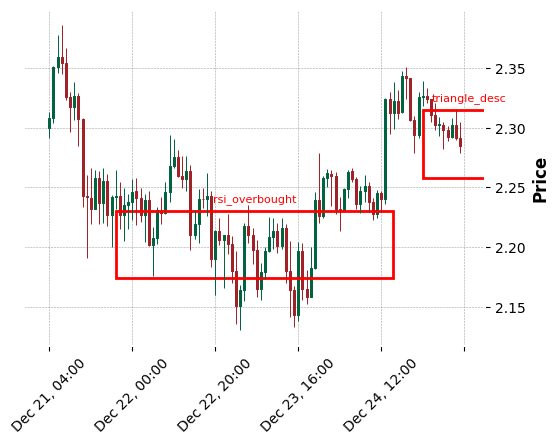 triangle_desc
rsi_overbought
2.35
2.30
2.25
2.20
2.15
Price
Dec 21, 04:00
Dec 22, 00:00
Dec 22, 20:00
Dec 23, 16:00
Dec 24, 12:00